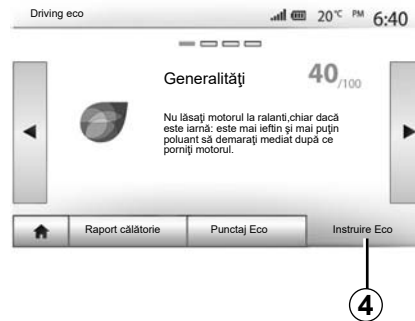 Driving eco
20°C PM 6:40
Generalităţi
40/100
Nu lăsaţi motorul la ralanti,chiar dacă
este iarnă: este mai ieftin şi mai puţin
poluant să demaraţi mediat după ce
porniţi motorul.
Raport călătorie
Punctaj Eco
Instruire Eco
4